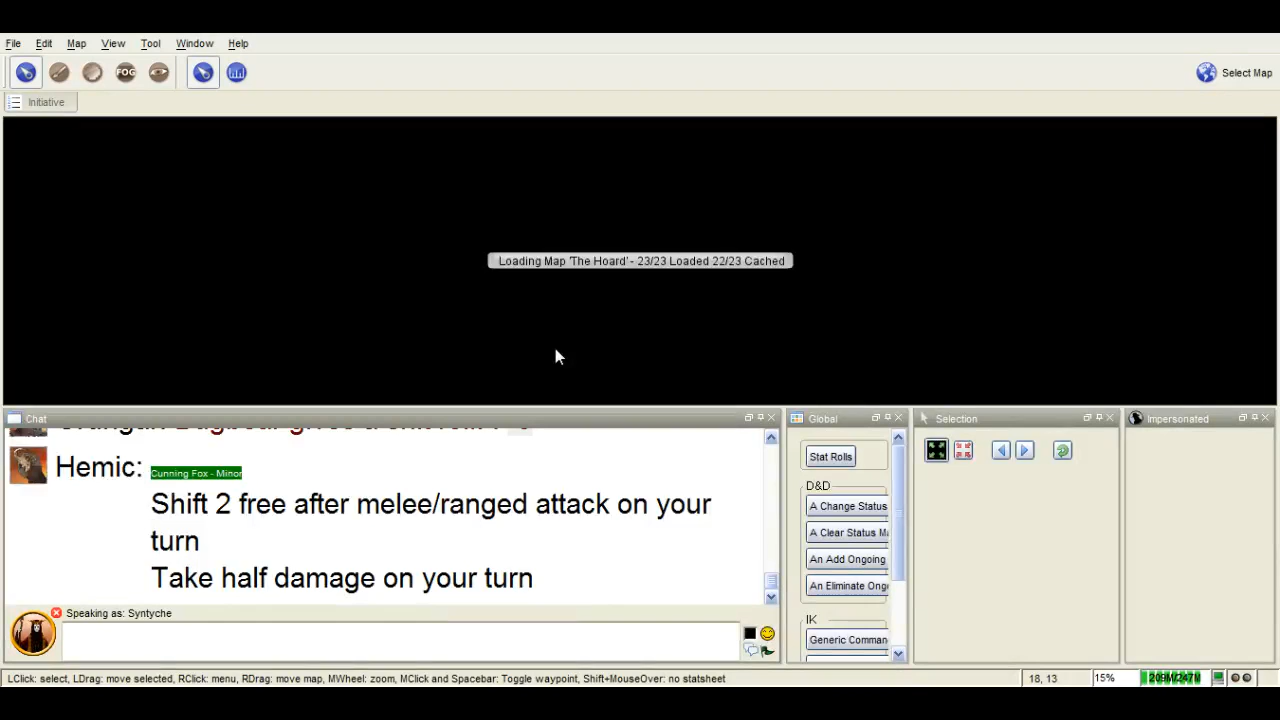 File Edit Map View Tool Window Help
FOG
Select Map
Initiative
Loading Map 'The Hoard' - 23/23 Loaded 22/23 Cached
Chat
Global
Selection
Impersonated
Hemic: Cunning Fox - Minor
Shift 2 free after melee/ranged attack on your
turn
Take half damage on your turn
Stat Rolls
D&D
A Change Status
A Clear Status Ma
An Add Ongoing
An Eliminate Ongo
IK
Generic Comman
Speaking as: Syntyche
LClick: select, LDrag: move selected, RClick: menu, RDrag: move map, MWheel: zoom, MClick and Spacebar: Toggle waypoint, Shift+MouseOver: no statsheet
18, 13
15%
209M/247M